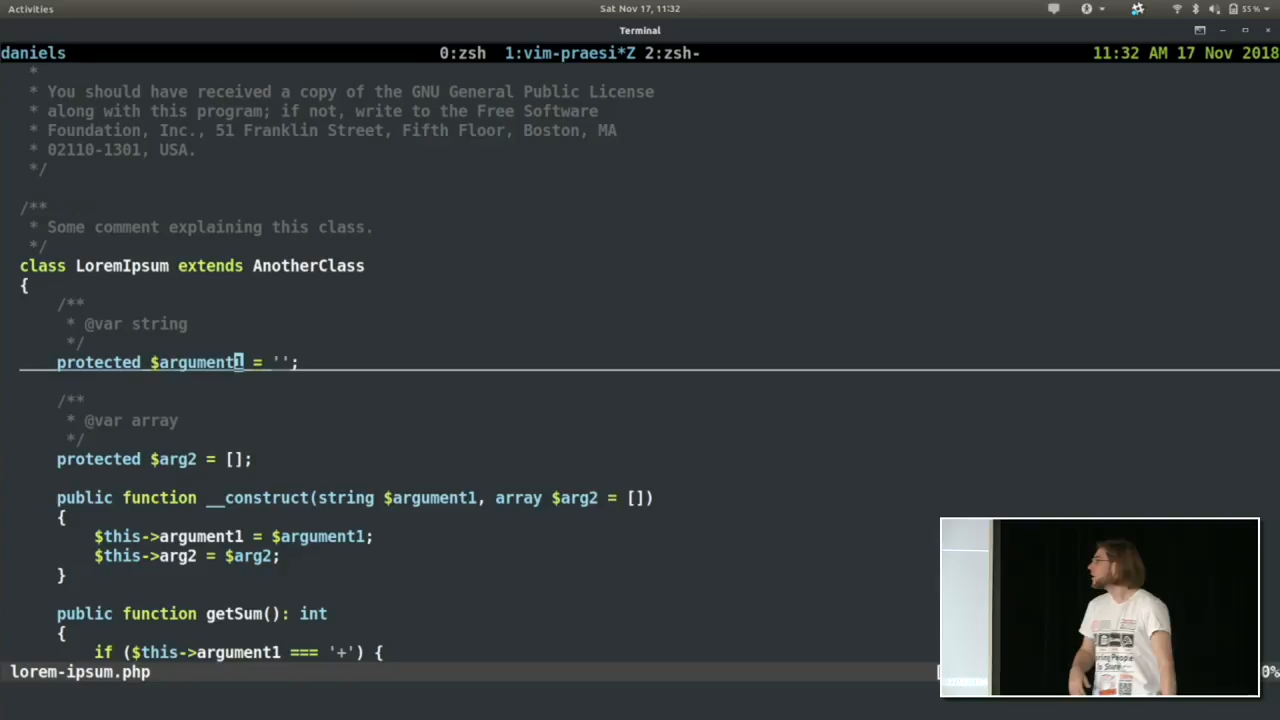 Activities
Sat Nov 17, 11:32
55 %
Terminal
daniels 0:zsh 1:vim-praesi*Z 2:zsh- 11:32 AM 17 Nov 2018
*
* You should have received a copy of the GNU General Public License
* along with this program; if not, write to the Free Software
* Foundation, Inc., 51 Franklin Street, Fifth Floor, Boston, MA
* 02110-1301, USA.
*/
/**
* Some comment explaining this class.
*/
class LoremIpsum extends AnotherClass
{
/**
* @var string
*/
protected $argument1 = '';
/**
* @var array
*/
protected $arg2 = [];
public function __construct(string $argument1, array $arg2 = [])
{
$this->argument1 = $argument1;
$this->arg2 = $arg2;
}
public function getSum(): int
{
if ($this->argument1 === '+') {
lorem-ipsum.php